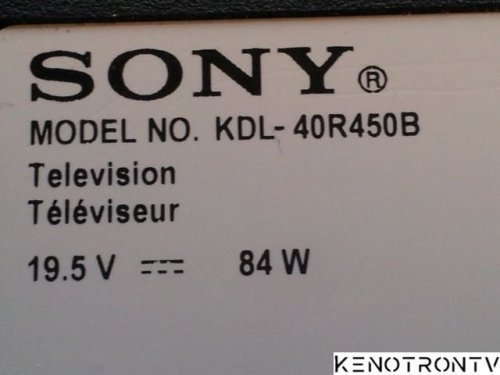 SONY®
MODEL NO. KDL- 40R450B
Television
Téléviseur
19.5 V ⎓ 84 W
KENOTRONTV